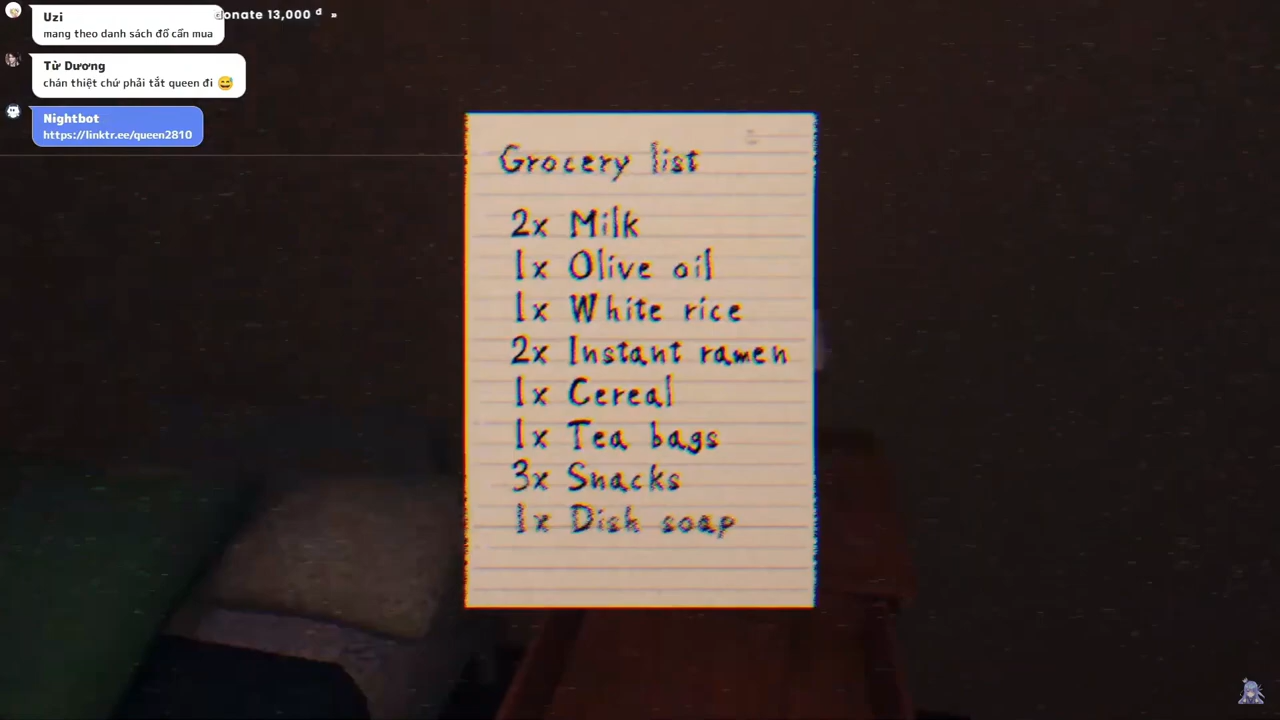 Uzi
mang theo danh sách đồ cần mua
Từ Dương
chán thiệt chứ phải tắt queen đi 😅
Nightbot
https://linktr.ee/queen2810
donate 13,000 ₫ »
Grocery list
2x Milk
1x Olive oil
1x White rice
2x Instant ramen
1x Cereal
1x Tea bags
3x Snacks
1x Dish soap